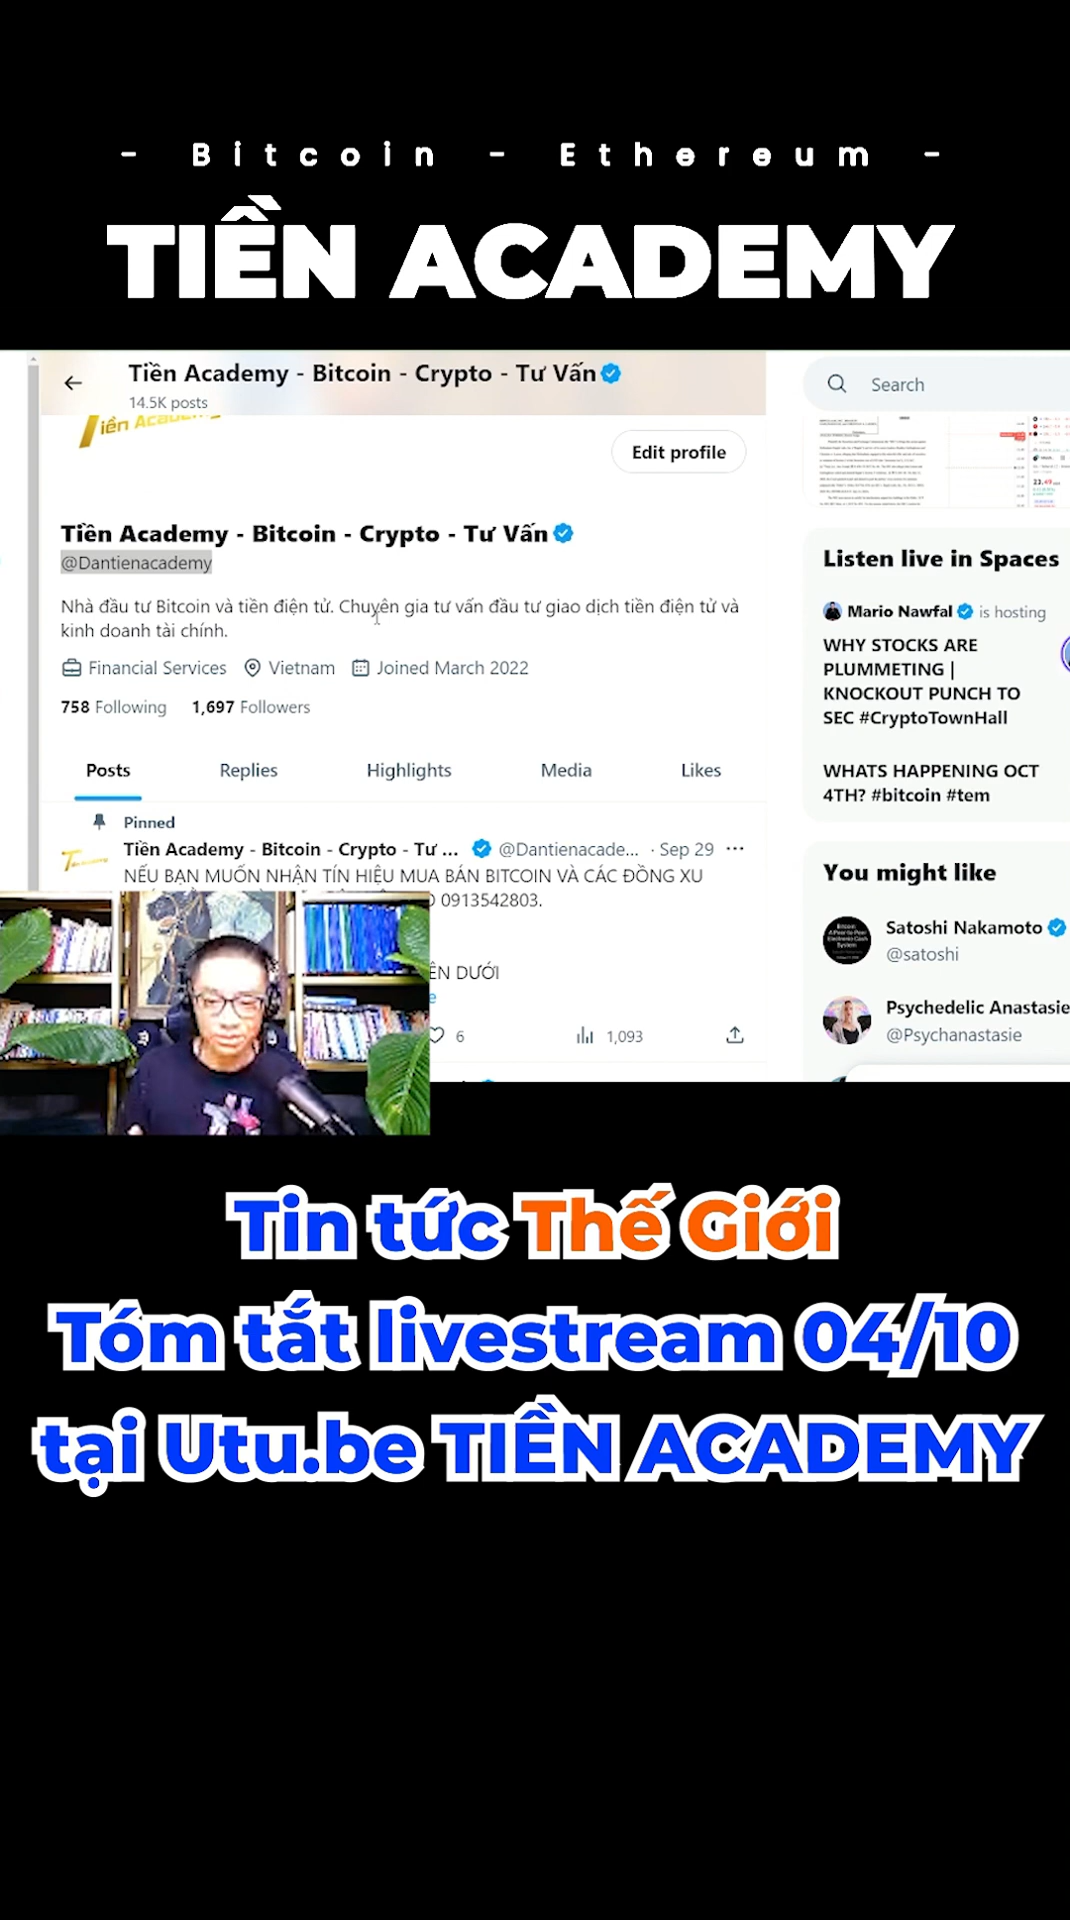 - Bitcoin - Ethereum -
TIỀN ACADEMY
Tiền Academy - Bitcoin - Crypto - Tư Vấn
14.5K posts
Tiền Academy
Edit profile
Tiền Academy - Bitcoin - Crypto - Tư Vấn
@Dantienacademy
Nhà đầu tư Bitcoin và tiền điện tử. Chuyên gia tư vấn đầu tư giao dịch tiền điện tử và
kinh doanh tài chính.
Financial Services Vietnam Joined March 2022
758 Following 1,697 Followers
Posts Replies Highlights Media Likes
Pinned
Tiền Academy - Bitcoin - Crypto - Tư ... @Dantienacade... · Sep 29 ···
NẾU BẠN MUỐN NHẬN TÍN HIỆU MUA BÁN BITCOIN VÀ CÁC ĐỒNG XU
0913542803.
ÊN DƯỚI
6 1,093
Search
Listen live in Spaces
Mario Nawfal is hosting
WHY STOCKS ARE
PLUMMETING |
KNOCKOUT PUNCH TO
SEC #CryptoTownHall
WHATS HAPPENING OCT
4TH? #bitcoin #tem
You might like
Satoshi Nakamoto
@satoshi
Psychedelic Anastasie
@Psychanastasie
Tin tức Thế Giới
Tóm tắt livestream 04/10
tại Utu.be TIỀN ACADEMY